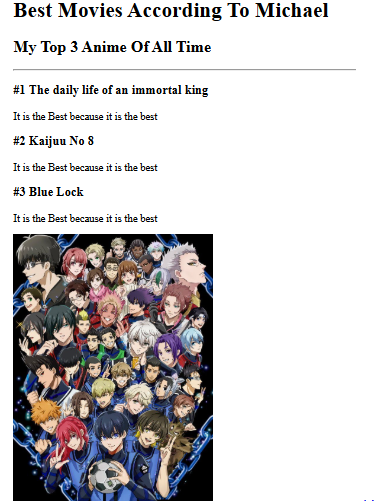 Best Movies According To Michael
My Top 3 Anime Of All Time
#1 The daily life of an immortal king
It is the Best because it is the best
#2 Kaijuu No 8
It is the Best because it is the best
#3 Blue Lock
It is the Best because it is the best